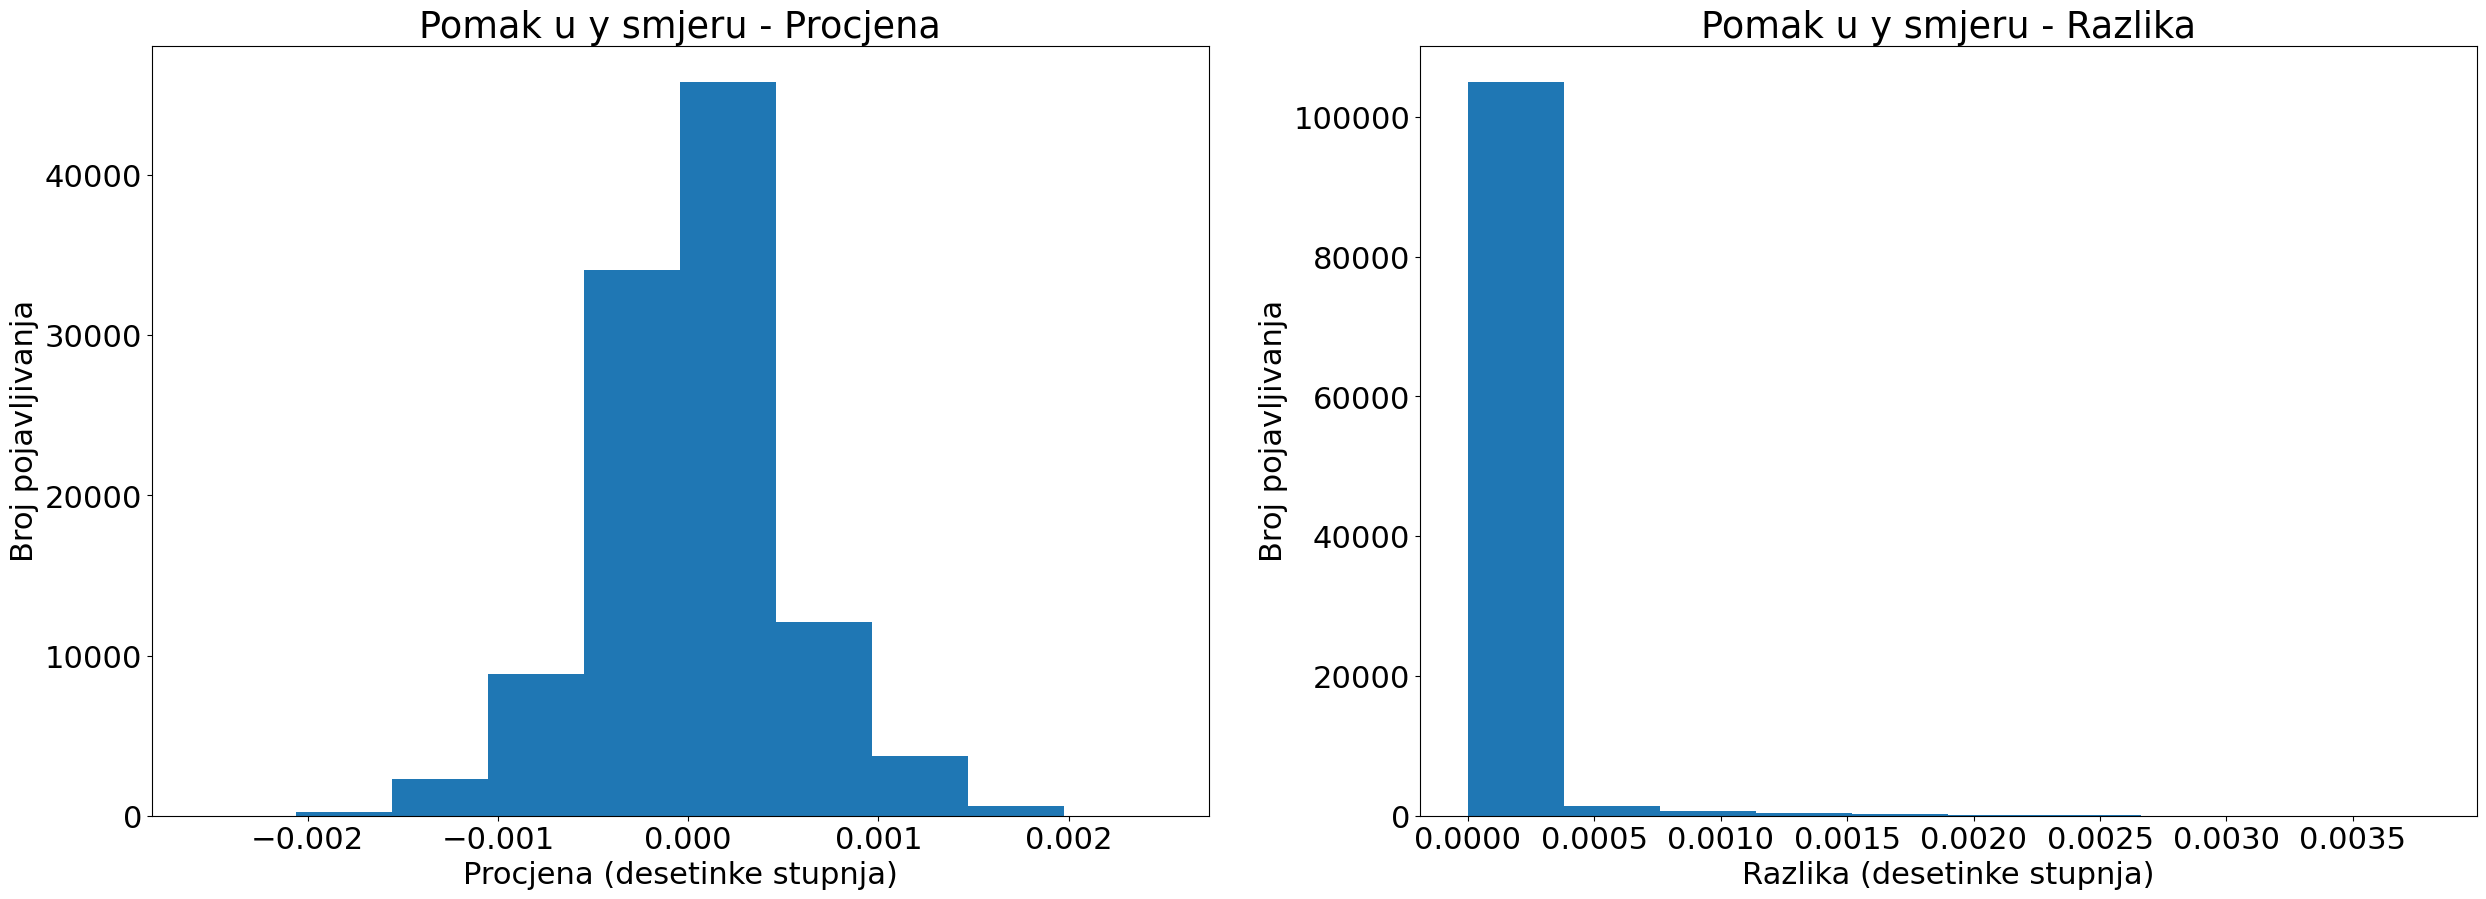 Pomak u y smjeru - Procjena
Broj pojavljivanja
40000
30000
20000
10000
0
−0.002 −0.001 0.000 0.001 0.002
Procjena (desetinke stupnja)
Pomak u y smjeru - Razlika
Broj pojavljivanja
100000
80000
60000
40000
20000
0
0.0000 0.0005 0.0010 0.0015 0.0020 0.0025 0.0030 0.0035
Razlika (desetinke stupnja)